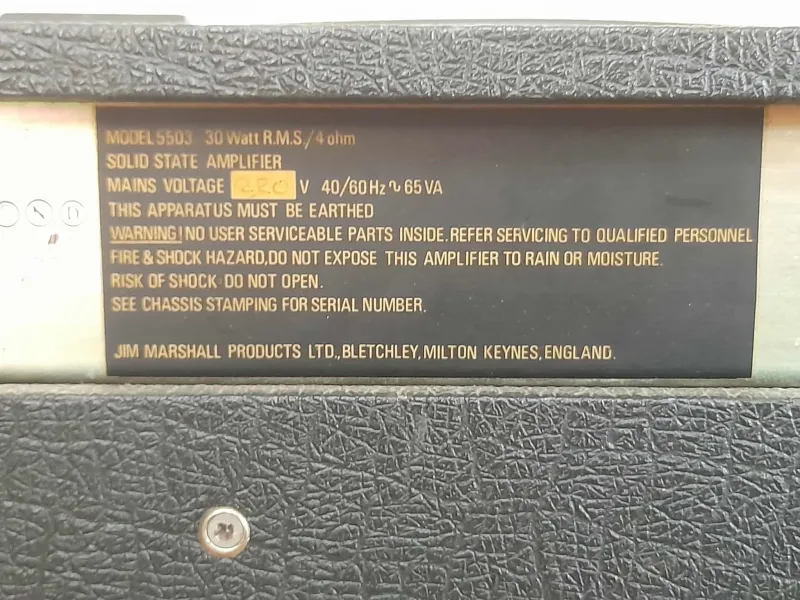 MODEL 5503 30 Watt R.M.S./4 ohm
SOLID STATE AMPLIFIER
MAINS VOLTAGE 220 V 40/60Hz ~ 65 VA
THIS APPARATUS MUST BE EARTHED
WARNING! NO USER SERVICEABLE PARTS INSIDE. REFER SERVICING TO QUALIFIED PERSONNEL
FIRE & SHOCK HAZARD, DO NOT EXPOSE THIS AMPLIFIER TO RAIN OR MOISTURE.
RISK OF SHOCK DO NOT OPEN.
SEE CHASSIS STAMPING FOR SERIAL NUMBER.
JIM MARSHALL PRODUCTS LTD., BLETCHLEY, MILTON KEYNES, ENGLAND.